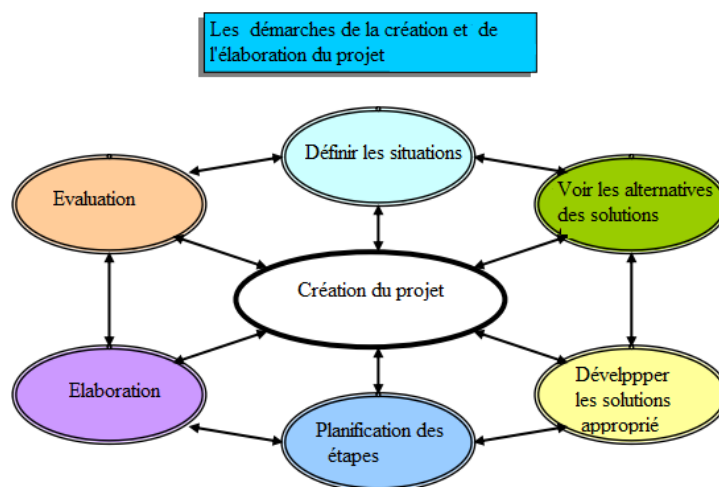 Les démarches de la création et de
l'élaboration du projet
Définir les situations
Evaluation
Voir les alternatives
des solutions
Création du projet
Elaboration
Dévelppper
les solutions
approprié
Planification des
étapes